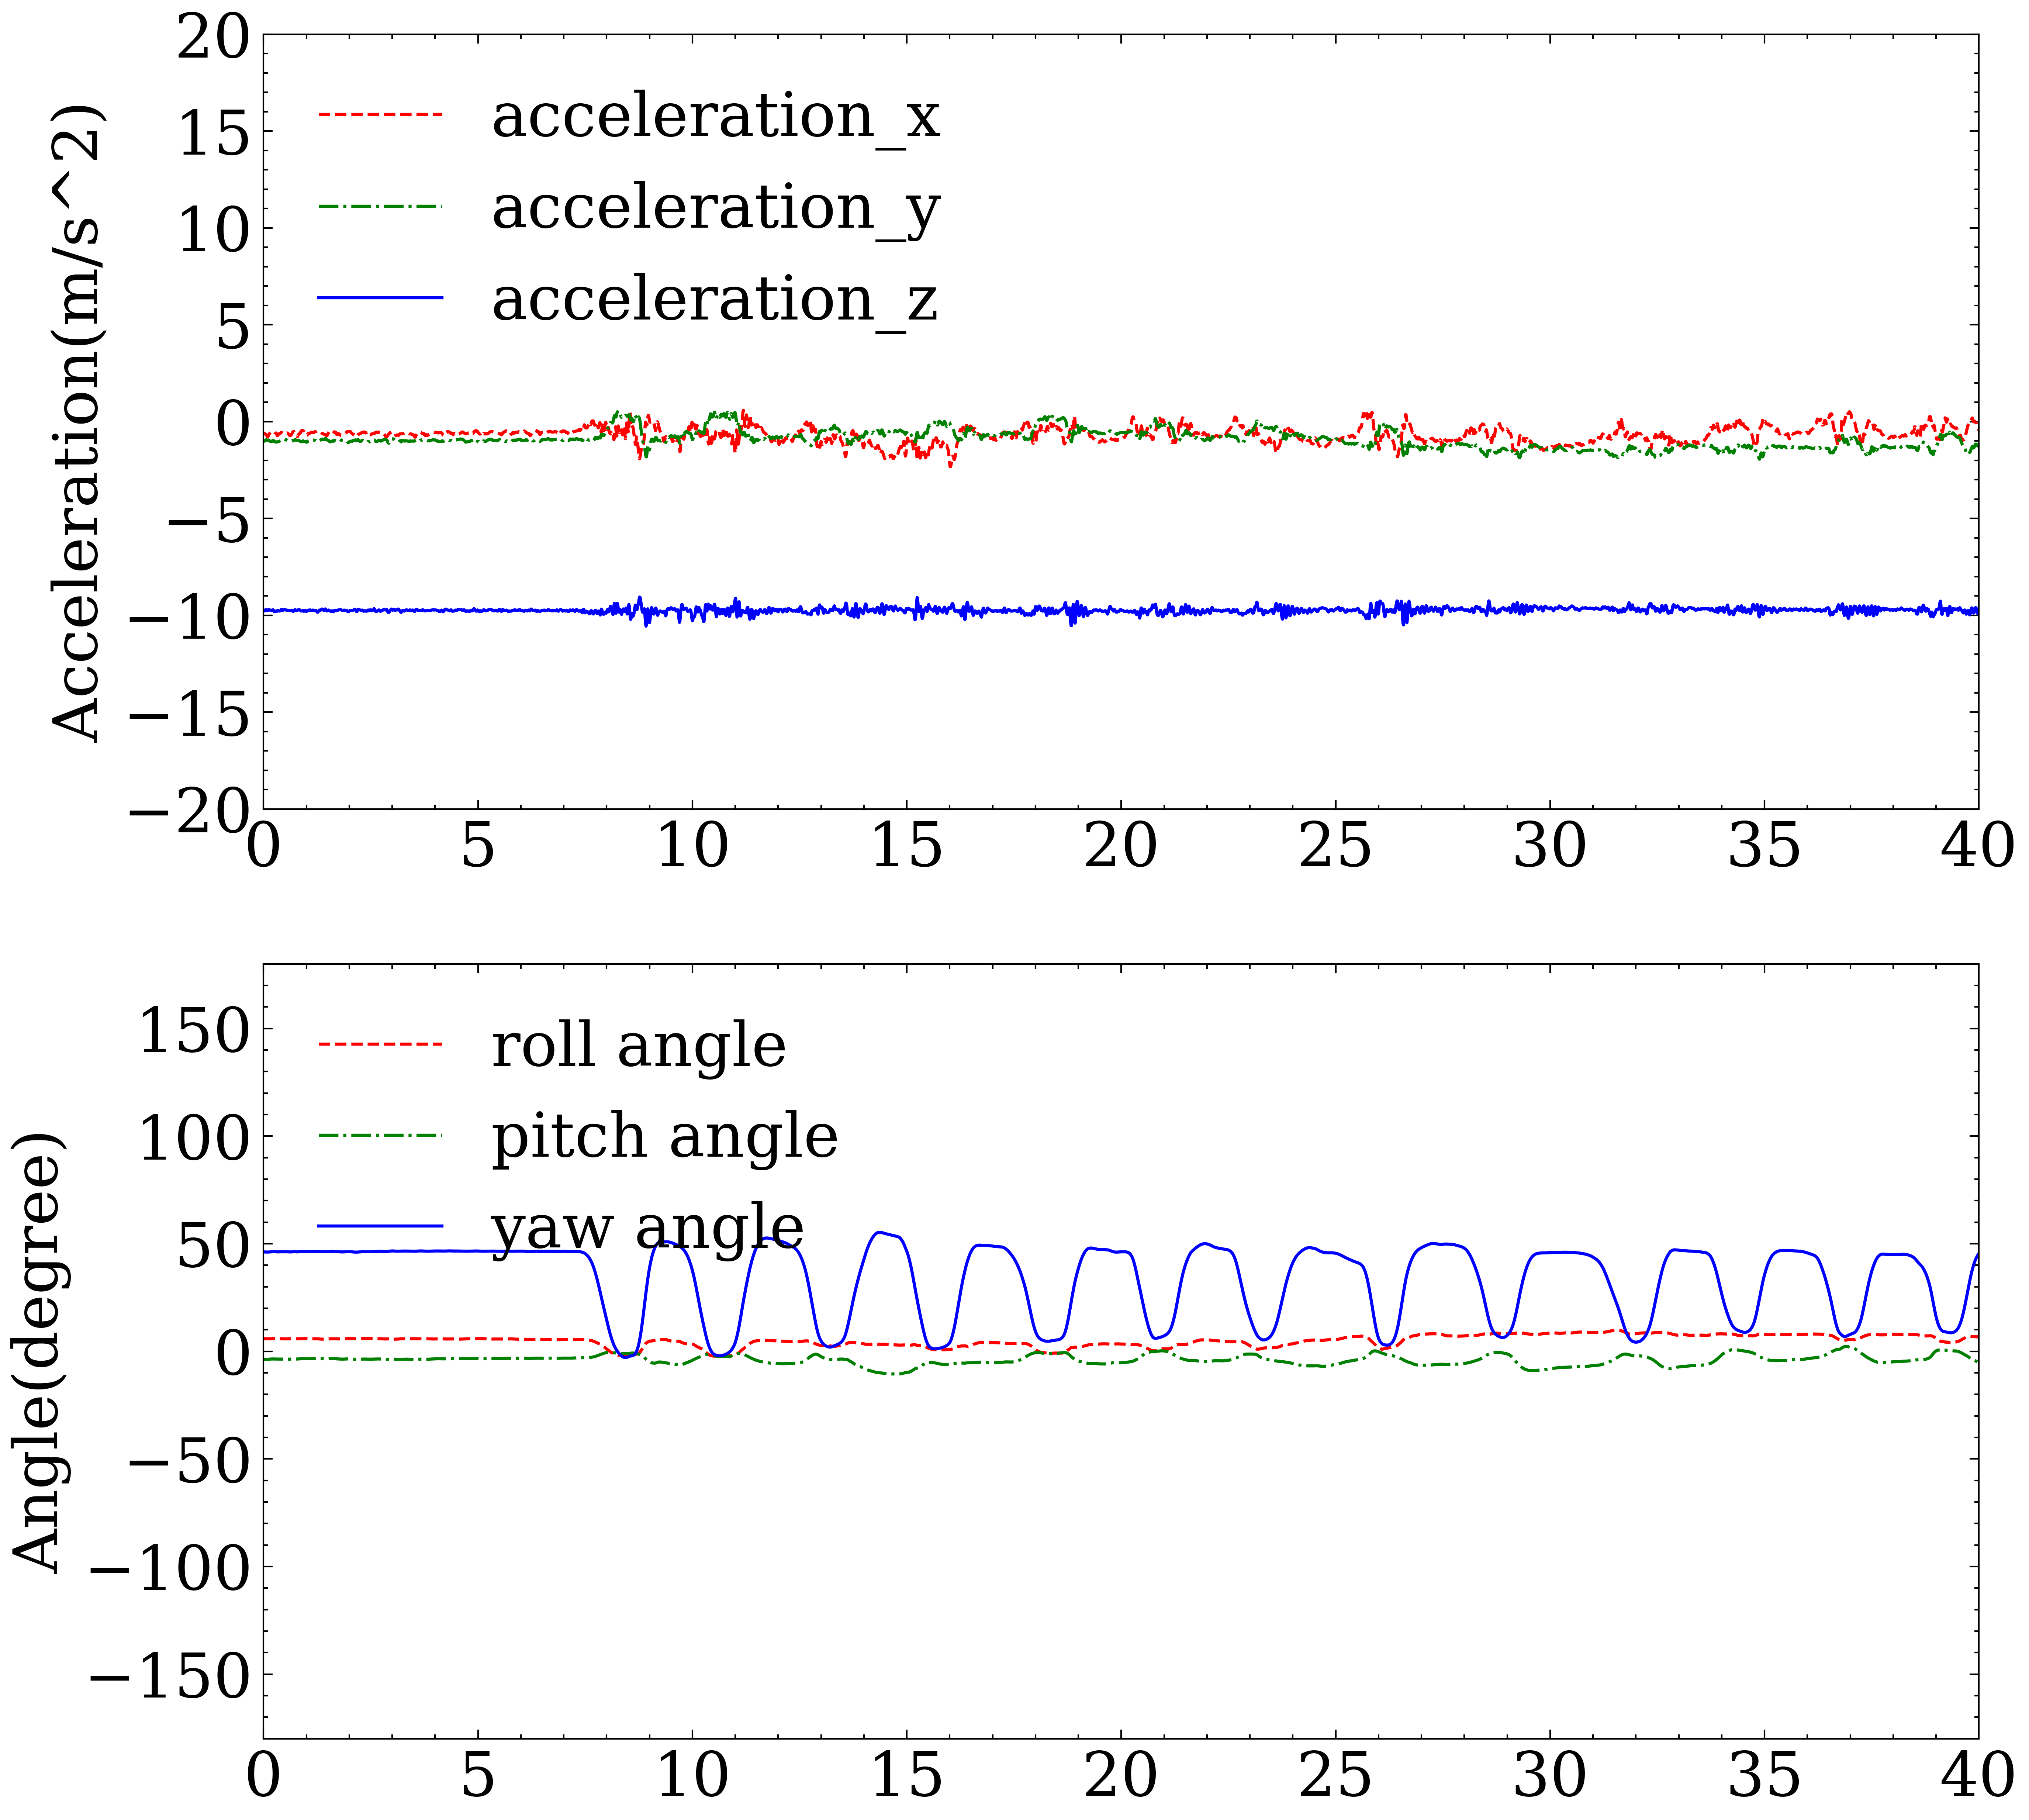 Acceleration(m/s^2)
20
15
10
5
0
−5
−10
−15
−20
acceleration_x
acceleration_y
acceleration_z
0 5 10 15 20 25 30 35 40
Angle(degree)
150
100
50
0
−50
−100
−150
roll angle
pitch angle
yaw angle
0 5 10 15 20 25 30 35 40